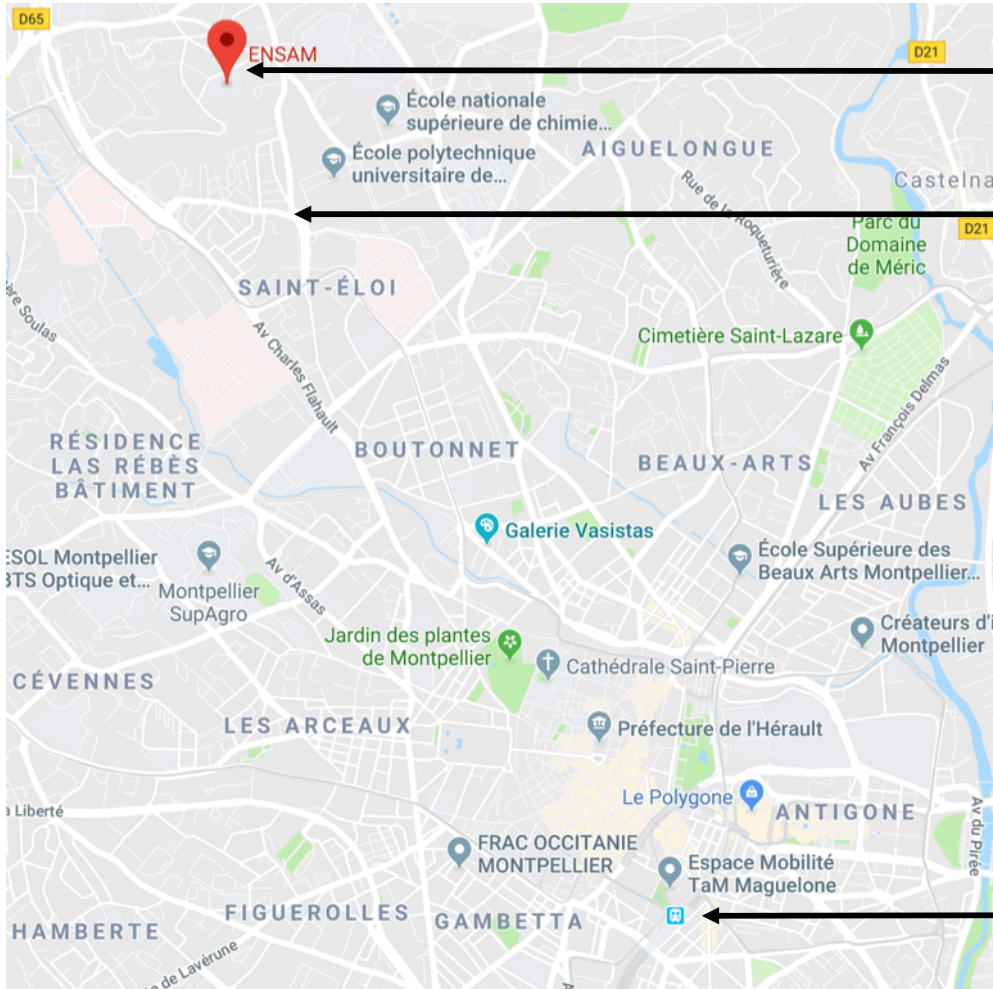 D65
ENSAM
D21
École nationale
supérieure de chimie...
École polytechnique
universitaire de...
AIGUELONGUE
Castelna
Rue de la Roqueturière
Parc du
Domaine
de Méric
D21
SAINT-ÉLOI
ère Soulas
Av Charles Flahault
Cimetière Saint-Lazare
Av François Delmas
RÉSIDENCE
LAS RÉBÈS
BÂTIMENT
BOUTONNET
BEAUX-ARTS
LES AUBES
Galerie Vasistas
ESOL Montpellier
BTS Optique et...
Montpellier
SupAgro
Av d'Assas
École Supérieure des
Beaux Arts Montpellier...
Créateurs d'i
Montpellier
Jardin des plantes
de Montpellier
Cathédrale Saint-Pierre
CÉVENNES
LES ARCEAUX
Préfecture de l'Hérault
Le Polygone
ANTIGONE
a Liberté
Av du Pirée
FRAC OCCITANIE
MONTPELLIER
Espace Mobilité
TaM Maguelone
FIGUEROLLES
GAMBETTA
HAMBERTE
de Lavérune
A